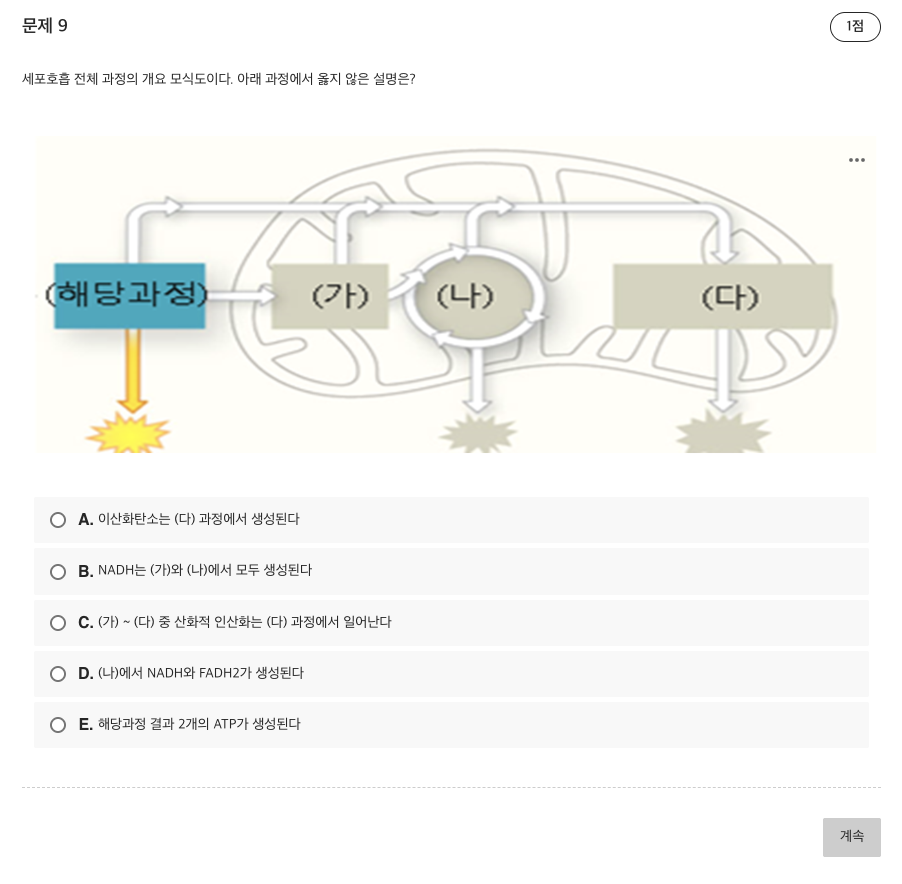 문제 9
1점
세포호흡 전체 과정의 개요 모식도이다. 아래 과정에서 옳지 않은 설명은?
(해당과정)
(가)
(나)
(다)
A. 이산화탄소는 (다) 과정에서 생성된다
B. NADH는 (가)와 (나)에서 모두 생성된다
C. (가) ~ (다) 중 산화적 인산화는 (다) 과정에서 일어난다
D. (나)에서 NADH와 FADH2가 생성된다
E. 해당과정 결과 2개의 ATP가 생성된다
계속